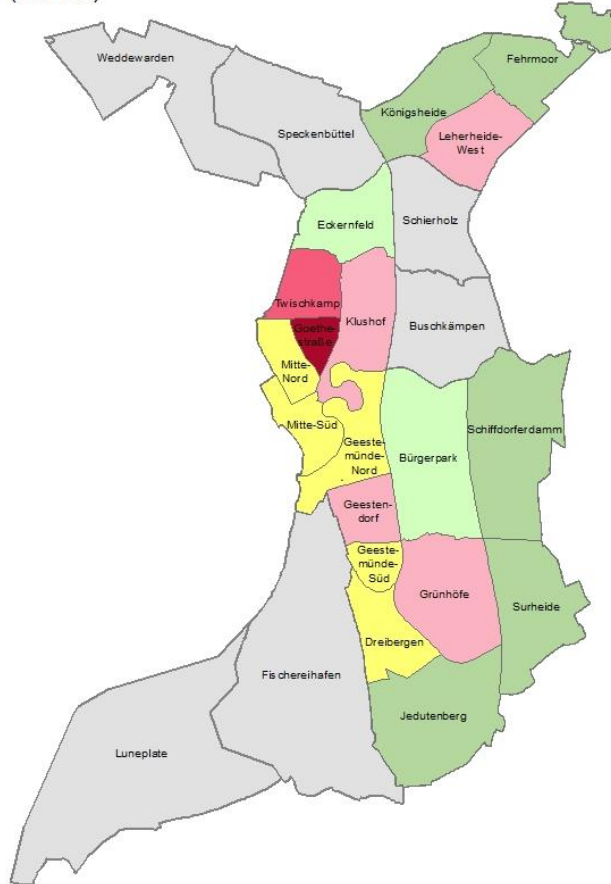 Weddewarden
Fehrmoor
Königsheide
Speckenbüttel
Leherheide-
West
Eckernfeld
Schierholz
Twischkamp
Klushof
Buschkämpen
Goethe-
straße
Mitte-
Nord
Mitte-Süd
Geeste-
münde-
Nord
Bürgerpark
Schiffdorferdamm
Geesten-
dorf
Geeste-
münde-
Süd
Grünhöfe
Surheide
Dreibergen
Fischereihafen
Jedutenberg
Luneplate